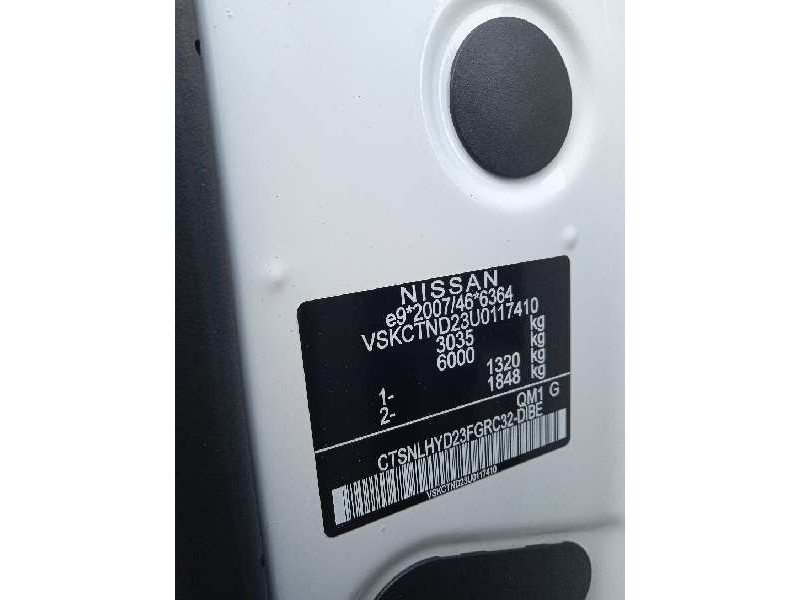 NISSAN
e9*2007/46*6364
VSKCTND23U0117410
3035 kg
6000 kg
1- 1320 kg
2- 1848 kg
QM1 G
CTSNLHYD23FGRC32-DIBE
VSKCTND23U0117410